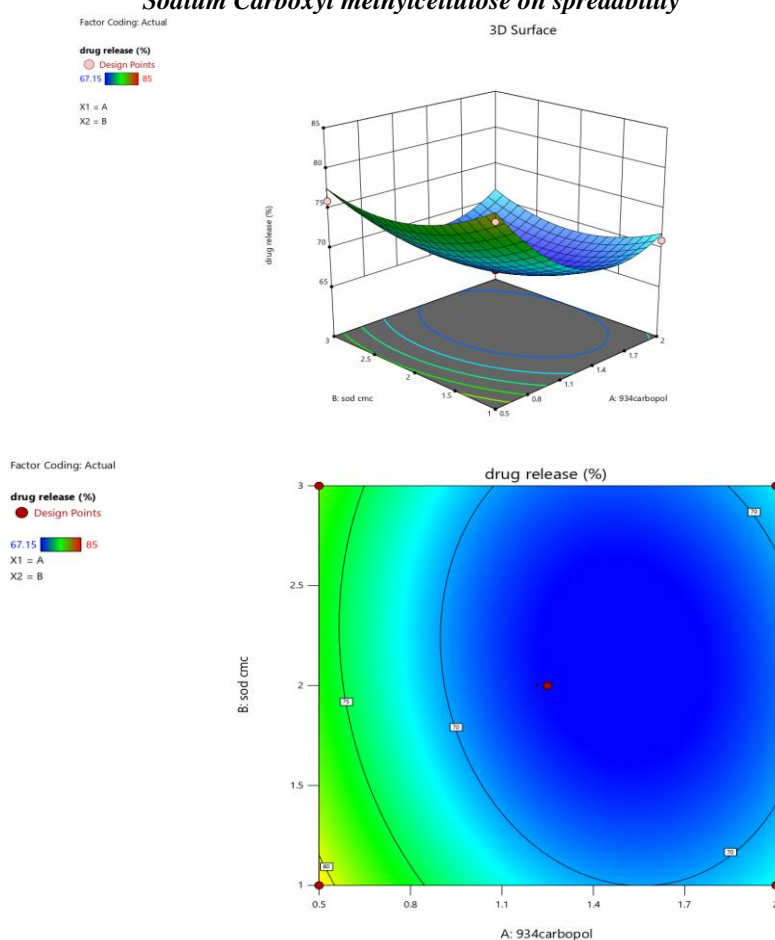 Sodium Carboxyl methylcellulose on spreadability
Factor Coding: Actual
3D Surface
drug release (%)
Design Points
67.15 85
X1 = A
X2 = B
85
80
75
70
65
drug release (%)
3
2.5
2
1.5
1
B: sod cmc
0.5
0.8
1.1
1.4
1.7
2
A: 934carbopol
Factor Coding: Actual
drug release (%)
Design Points
67.15 85
X1 = A
X2 = B
drug release (%)
3
2.5
2
1.5
1
B: sod cmc
70
75
70
80
70
0.5 0.8 1.1 1.4 1.7
A: 934carbopol